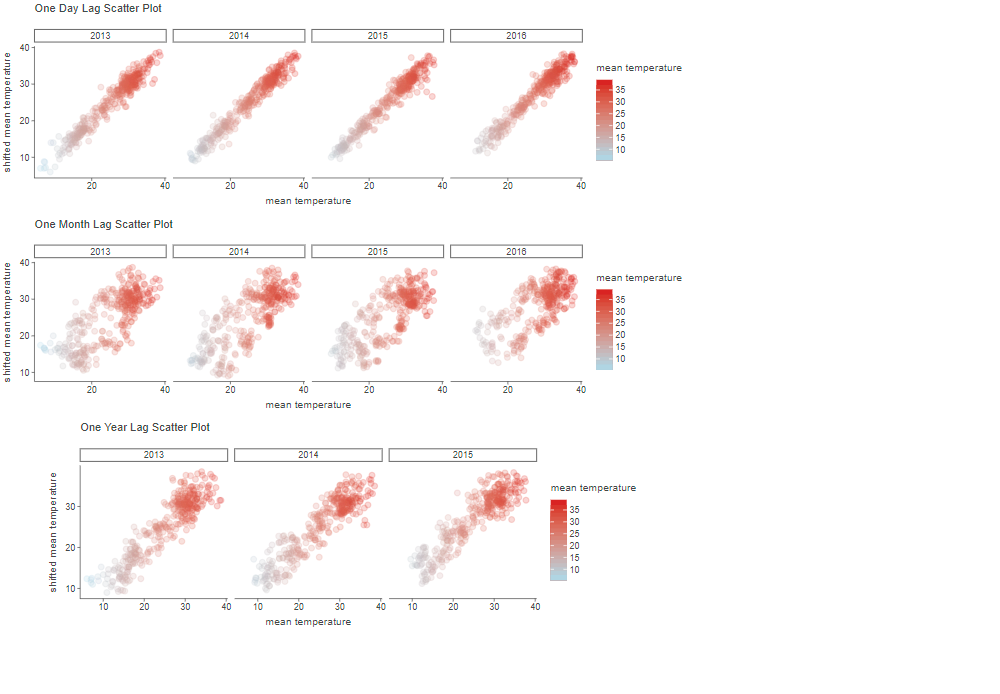 One Day Lag Scatter Plot
2013 2014 2015 2016
shifted mean temperature
40
30
20
10
20 40 20 40 20 40 20 40
mean temperature
mean temperature
35
30
25
20
15
10
One Month Lag Scatter Plot
2013 2014 2015 2016
shifted mean temperature
40
30
20
10
20 40 20 40 20 40 20 40
mean temperature
mean temperature
35
30
25
20
15
10
One Year Lag Scatter Plot
2013 2014 2015
shifted mean temperature
30
20
10
10 20 30 40 10 20 30 40 10 20 30 40
mean temperature
mean temperature
35
30
25
20
15
10